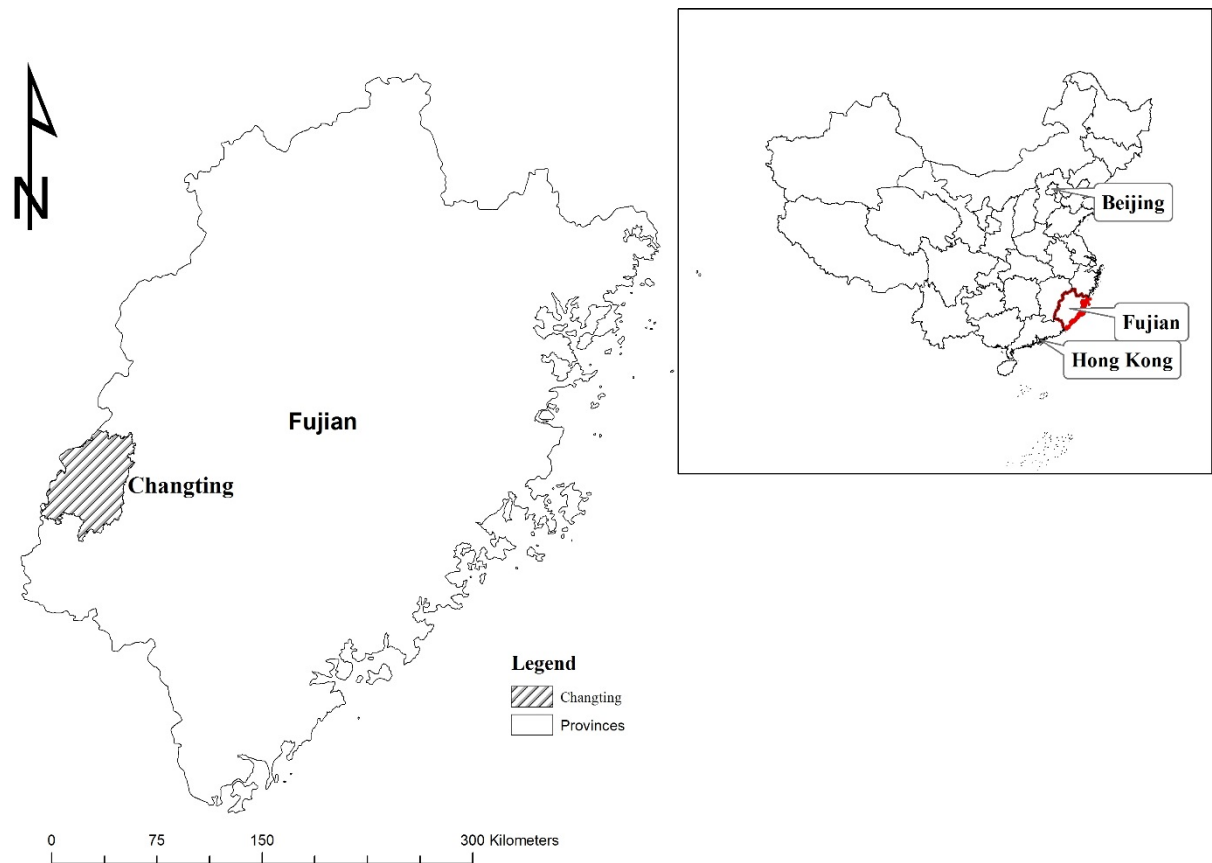 N
Fujian
Changting
Legend
Changting
Provinces
0 75 150 300 Kilometers
Beijing
Fujian
Hong Kong